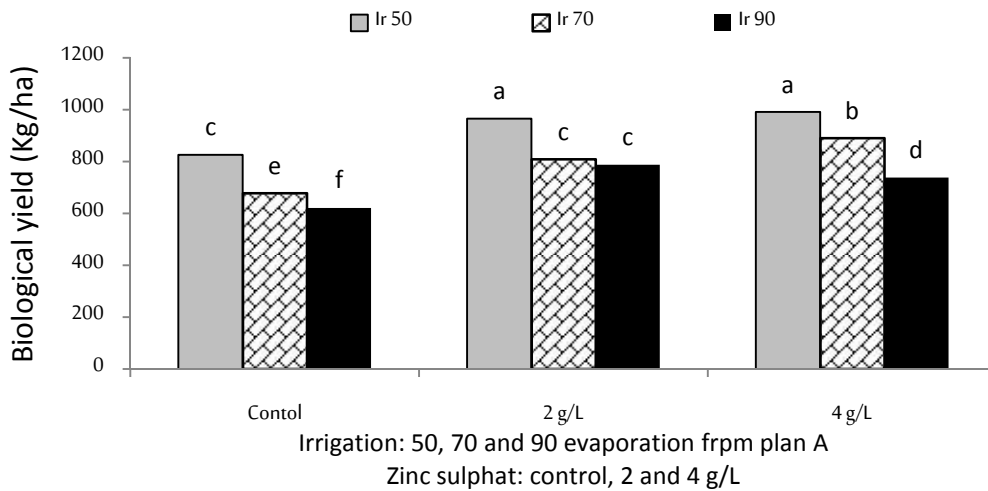 Ir 50 Ir 70 Ir 90
Biological yield (Kg/ha)
1200
1000
800
600
400
200
0
c e f a c c a b d
Contol 2 g/L 4 g/L
Irrigation: 50, 70 and 90 evaporation frpm plan A
Zinc sulphat: control, 2 and 4 g/L